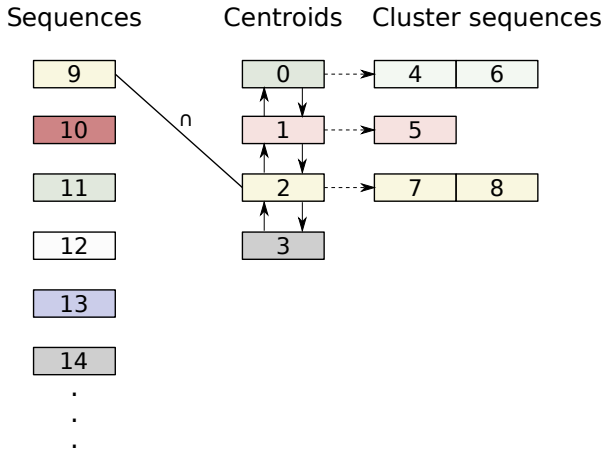 Sequences Centroids Cluster sequences
9 0 4 6
∩
10 1 5
11 2 7 8
12 3
13
14
.
.
.